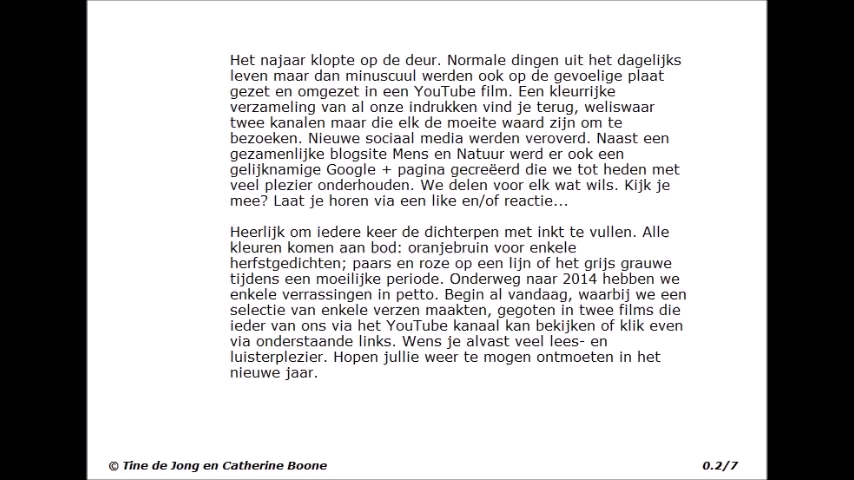 Het najaar klopte op de deur. Normale dingen uit het dagelijks
leven maar dan minuscuul werden ook op de gevoelige plaat
gezet en omgezet in een YouTube film. Een kleurrijke
verzameling van al onze indrukken vind je terug, weliswaar
twee kanalen maar die elk de moeite waard zijn om te
bezoeken. Nieuwe sociaal media werden veroverd. Naast een
gezamenlijke blogsite Mens en Natuur werd er ook een
gelijknamige Google + pagina gecreëerd die we tot heden met
veel plezier onderhouden. We delen voor elk wat wils. Kijk je
mee? Laat je horen via een like en/of reactie...
Heerlijk om iedere keer de dichterpen met inkt te vullen. Alle
kleuren komen aan bod: oranjebruin voor enkele
herfstgedichten; paars en roze op een lijn of het grijs grauwe
tijdens een moeilijke periode. Onderweg naar 2014 hebben we
enkele verrassingen in petto. Begin al vandaag, waarbij we een
selectie van enkele verzen maakten, gegoten in twee films die
ieder van ons via het YouTube kanaal kan bekijken of klik even
via onderstaande links. Wens je alvast veel lees- en
luisterplezier. Hopen jullie weer te mogen ontmoeten in het
nieuwe jaar.
© Tine de Jong en Catherine Boone
0.2/7